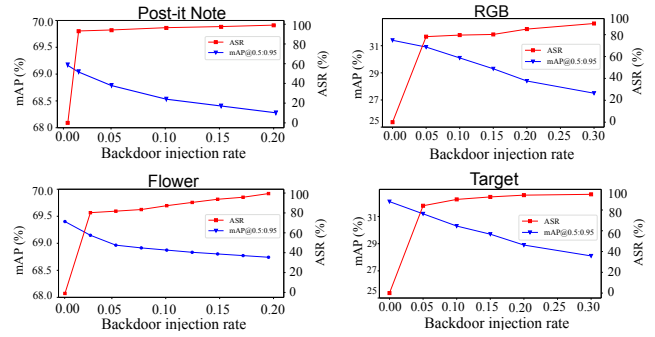 Post-it Note
70.0
69.5
69.0
68.5
68.0
mAP (%)
100
80
60
40
20
0
ASR (%)
ASR
mAP@0.5:0.95
0.00
0.05
0.10
0.15
0.20
Backdoor injection rate
RGB
31
29
27
25
mAP (%)
100
80
60
40
20
0
ASR (%)
ASR
mAP@0.5:0.95
0.00
0.05
0.10
0.15
0.20
0.30
Backdoor injection rate
Flower
70.0
69.5
69.0
68.5
68.0
mAP (%)
100
80
60
40
20
0
ASR (%)
ASR
mAP@0.5:0.95
0.00
0.05
0.10
0.15
0.20
Backdoor injection rate
Target
31
29
27
25
mAP (%)
100
80
60
40
20
0
ASR (%)
ASR
mAP@0.5:0.95
0.00
0.05
0.10
0.15
0.20
0.30
Backdoor injection rate